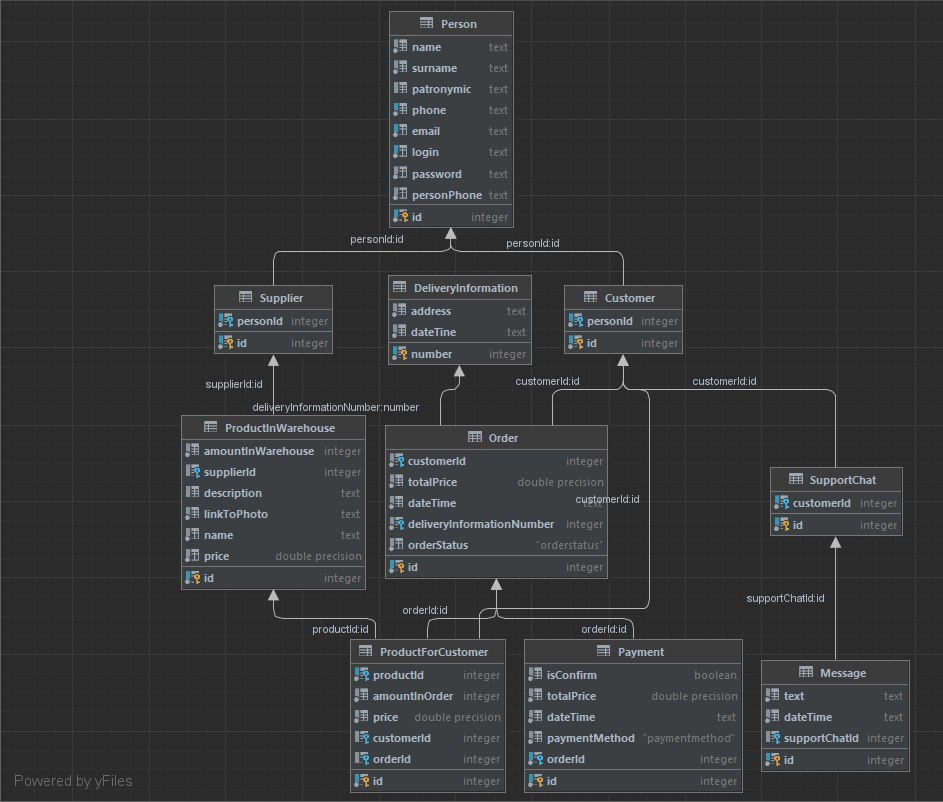 Person
name text
surname text
patronymic text
phone text
email text
login text
password text
personPhone text
id integer
personId:id
personId:id
Supplier
personId integer
id integer
DeliveryInformation
address text
dateTine text
number integer
Customer
personId integer
id integer
supplierId:id
customerId:id
customerId:id
deliveryInformationNumber:number
ProductInWarehouse
amountInWarehouse integer
supplierId integer
description text
linkToPhoto text
name text
price double precision
id integer
Order
customerId integer
totalPrice double precision
dateTime text
customerId:id
deliveryInformationNumber integer
orderStatus "orderstatus"
id integer
SupportChat
customerId integer
id integer
supportChatId:id
orderId:id
productId:id
orderId:id
ProductForCustomer
productId integer
amountInOrder integer
price double precision
customerId integer
orderId integer
id integer
Payment
isConfirm boolean
totalPrice double precision
dateTime text
paymentMethod "paymentmethod"
orderId integer
id integer
Message
text text
dateTime text
supportChatId integer
id integer
Powered by yFiles